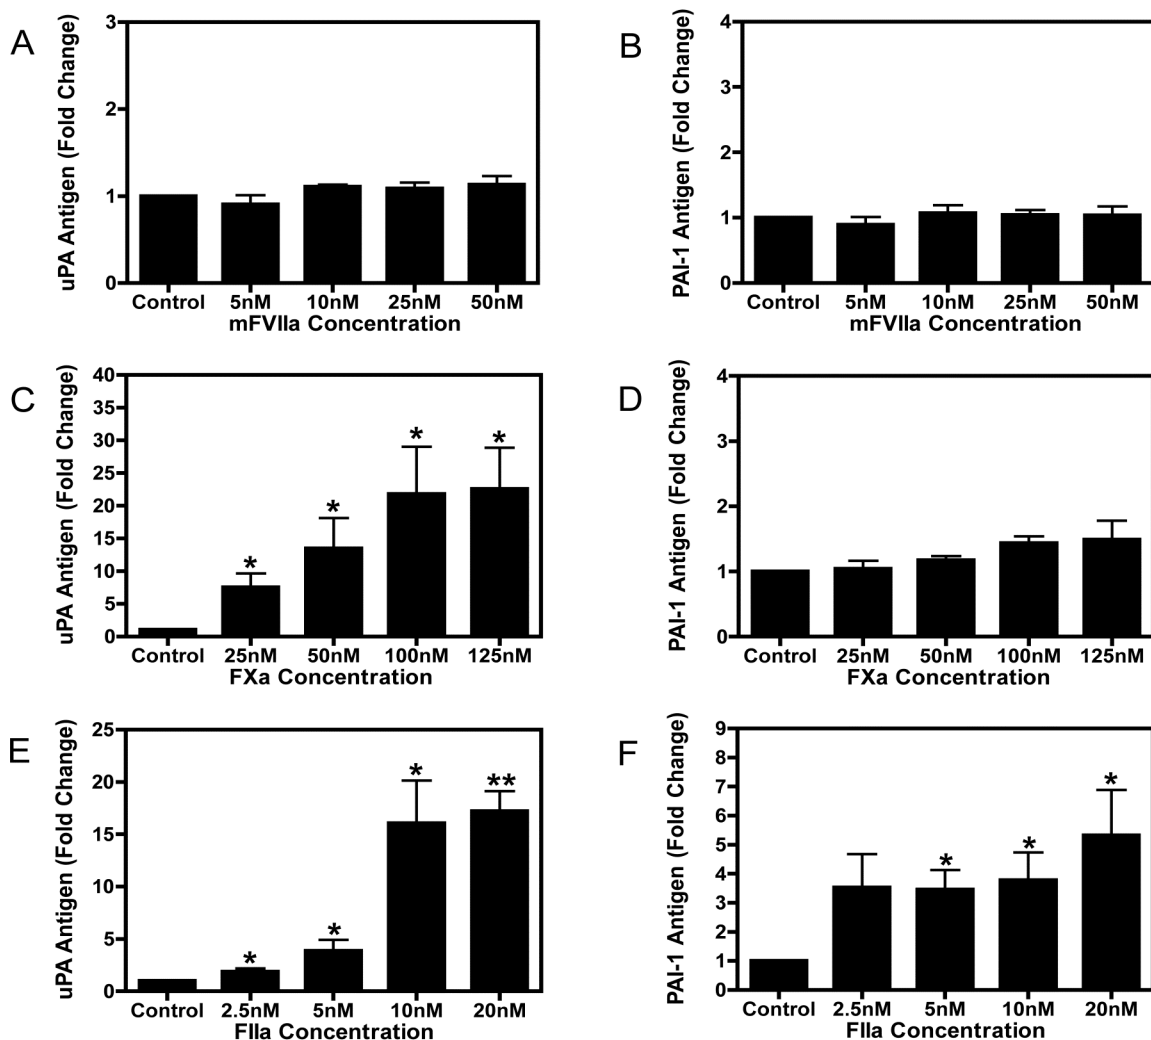 A
uPA Antigen (Fold Change)
3
2
1
0
Control 5nM 10nM 25nM 50nM
mFVIIa Concentration
B
PAI-1 Antigen (Fold Change)
4
3
2
1
0
Control 5nM 10nM 25nM 50nM
mFVIIa Concentration
C
uPA Antigen (Fold Change)
40
35
30
25
20
15
10
5
0
* * * *
Control 25nM 50nM 100nM 125nM
FXa Concentration
D
PAI-1 Antigen (Fold Change)
4
3
2
1
0
Control 25nM 50nM 100nM 125nM
FXa Concentration
E
uPA Antigen (Fold Change)
25
20
15
10
5
0
* * * **
Control 2.5nM 5nM 10nM 20nM
FIIa Concentration
F
PAI-1 Antigen (Fold Change)
9
8
7
6
5
4
3
2
1
0
* * *
Control 2.5nM 5nM 10nM 20nM
FIIa Concentration